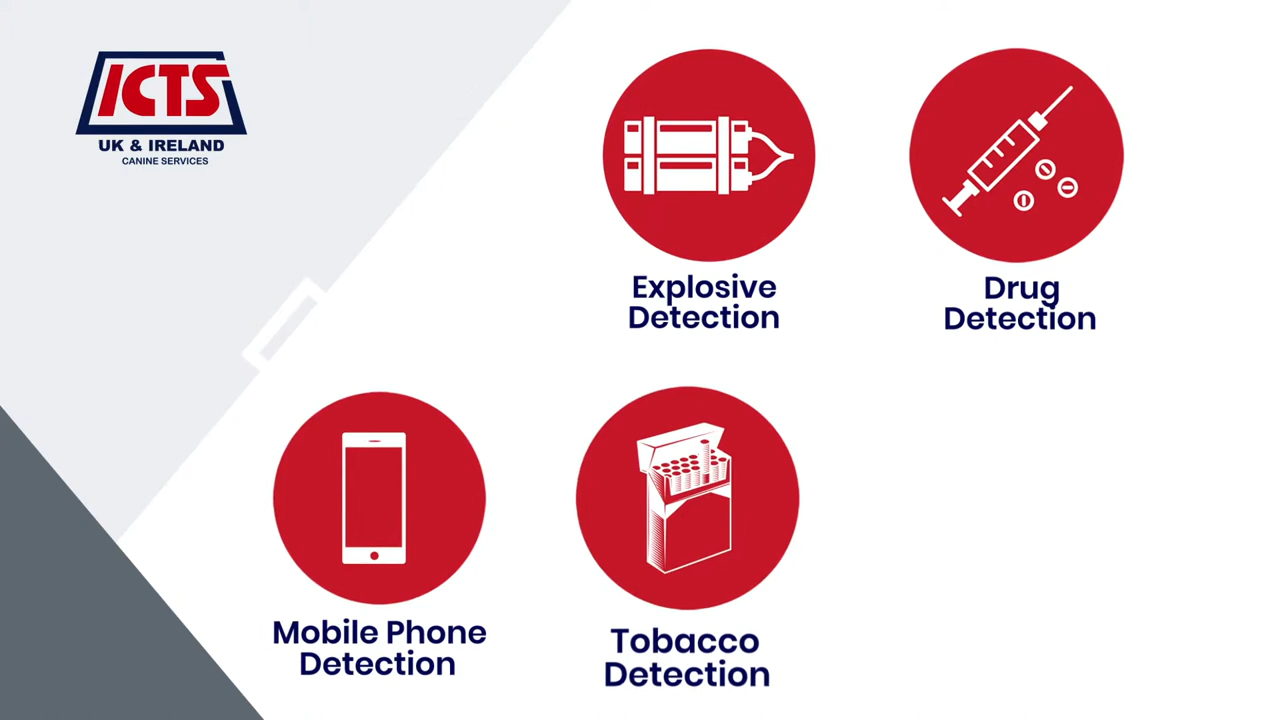 ICTS
UK & IRELAND
CANINE SERVICES
Explosive
Detection
Drug
Detection
Mobile Phone
Detection
Tobacco
Detection